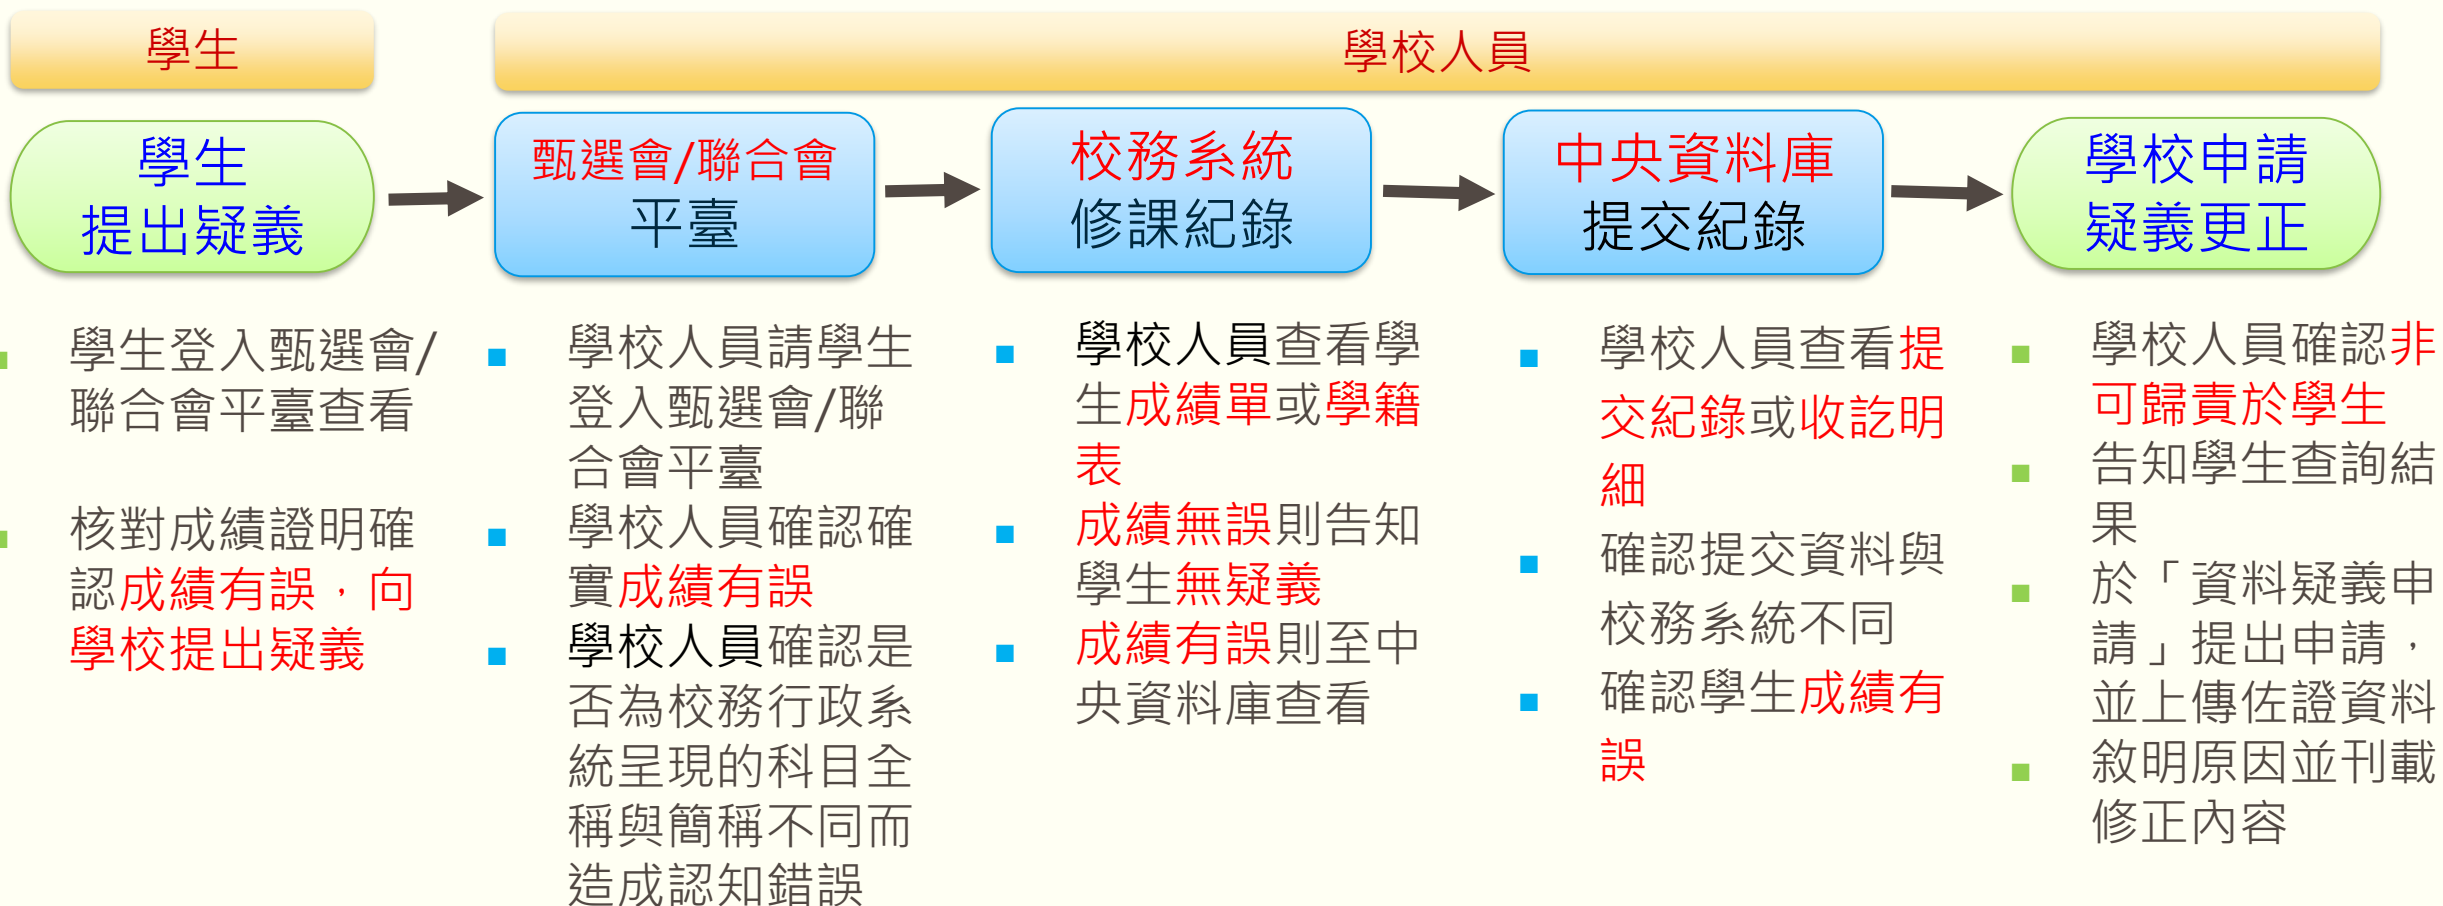 學生
學校人員
學生
提出疑義
甄選會/聯合會
平臺
校務系統
修課紀錄
中央資料庫
提交紀錄
學校申請
疑義更正
學生登入甄選會/
聯合會平臺查看
核對成績證明確
認成績有誤，向
學校提出疑義
學校人員請學生
登入甄選會/聯
合會平臺
學校人員確認確
實成績有誤
學校人員確認是
否為校務行政系
統呈現的科目全
稱與簡稱不同而
造成認知錯誤
學校人員查看學
生成績單或學籍
表
成績無誤則告知
學生無疑義
成績有誤則至中
央資料庫查看
學校人員查看提
交紀錄或收訖明
細
確認提交資料與
校務系統不同
確認學生成績有
誤
學校人員確認非
可歸責於學生
告知學生查詢結
果
於「資料疑義申
請」提出申請，
並上傳佐證資料
敘明原因並刊載
修正內容